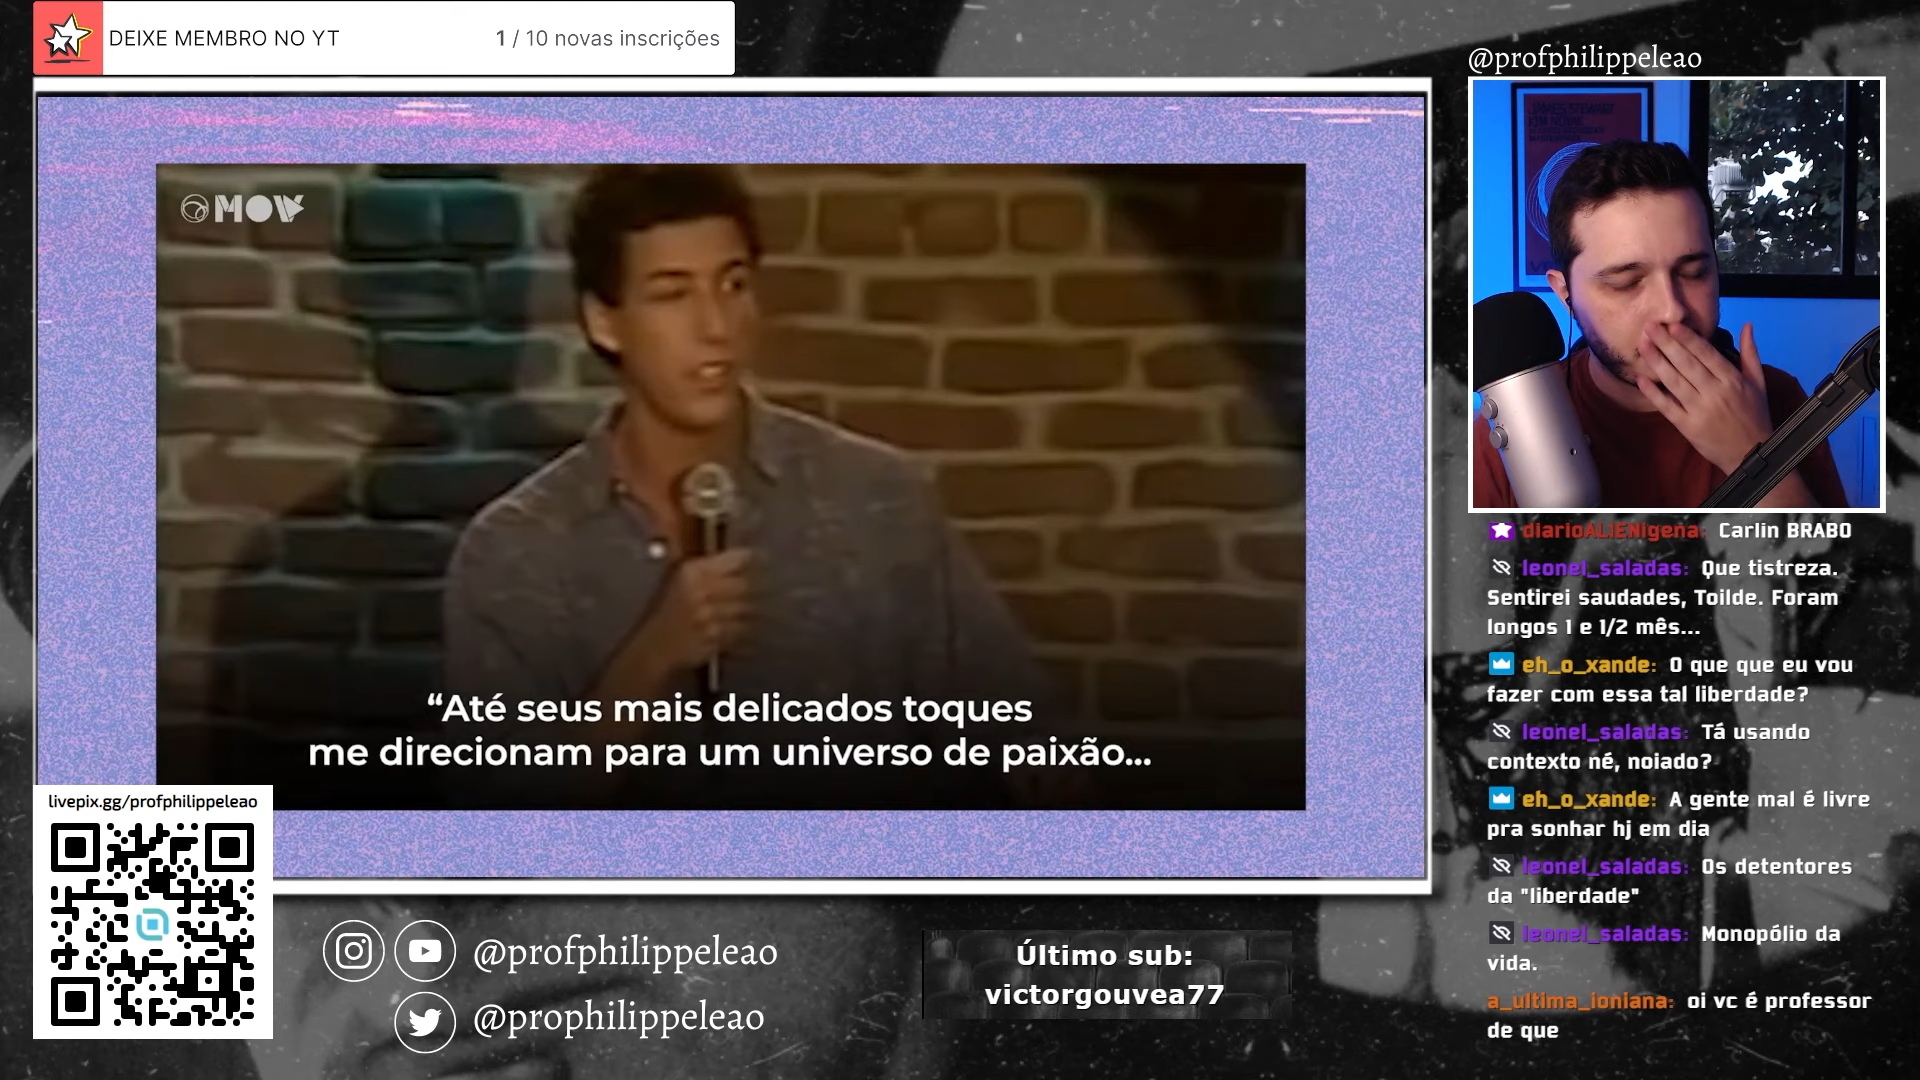 DEIXE MEMBRO NO YT
1 / 10 novas inscrições
@profphilippeleao
MOV
“Até seus mais delicados toques
me direcionam para um universo de paixão...
livepix.gg/profphilippeleao
@profphilippeleao
@prophilippeleao
Último sub:
victorgouvea77
diarioALIENigena: Carlin BRABO
leonel_saladas: Que tistreza.
Sentirei saudades, Toilde. Foram
longos 1 e 1/2 mês...
eh_o_xande: O que que eu vou
fazer com essa tal liberdade?
leonel_saladas: Tá usando
contexto né, noiado?
eh_o_xande: A gente mal é livre
pra sonhar hj em dia
leonel_saladas: Os detentores
da "liberdade"
leonel_saladas: Monopólio da
vida.
a_ultima_ioniana: oi vc é professor
de que